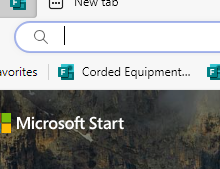 New tab
avorites
Corded Equipment...
Microsoft Start